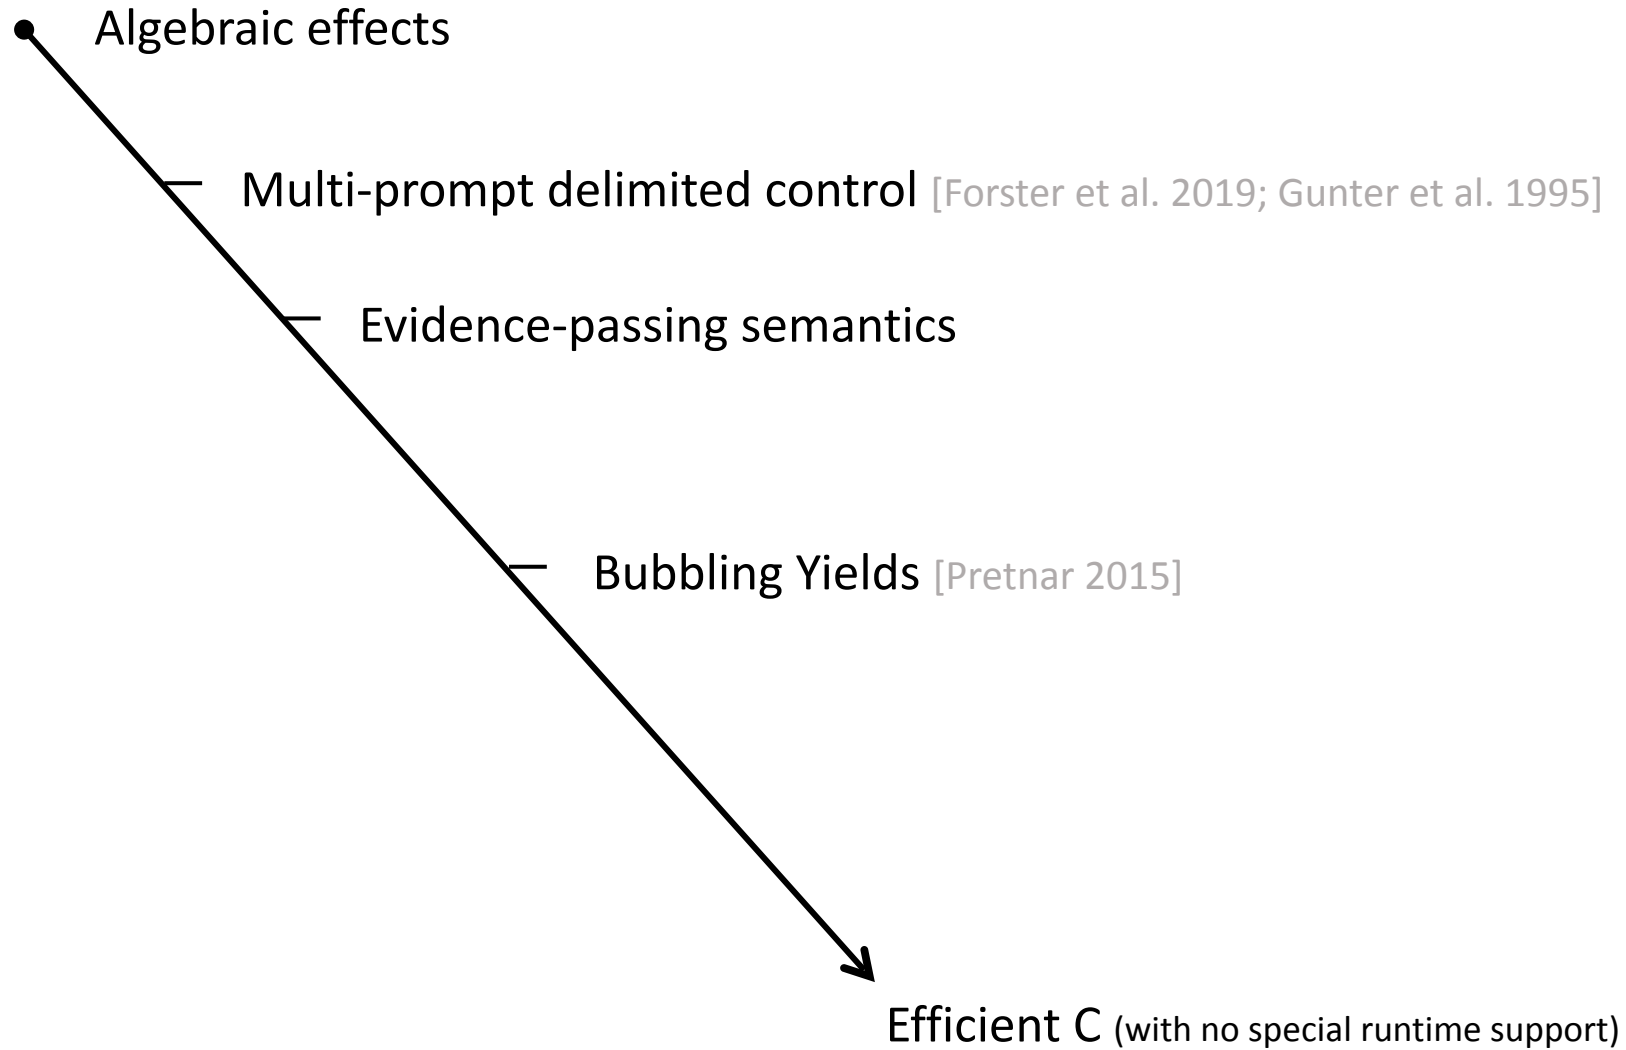 Algebraic effects
Multi-prompt delimited control [Forster et al. 2019; Gunter et al. 1995]
Evidence-passing semantics
Bubbling Yields [Pretnar 2015]
Efficient C (with no special runtime support)